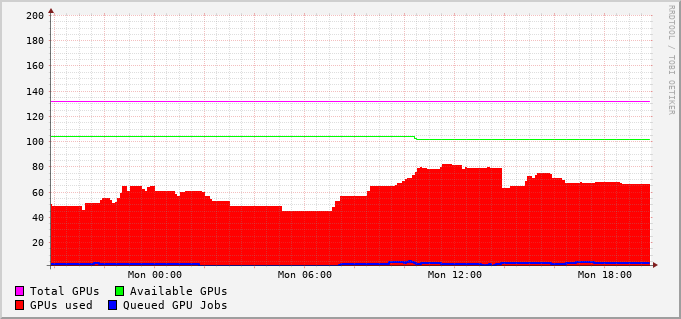 200
180
160
140
120
100
80
60
40
20
Mon 00:00 Mon 06:00 Mon 12:00 Mon 18:00
Total GPUs Available GPUs
GPUs used Queued GPU Jobs
RRDTOOL / TOBI OETIKER